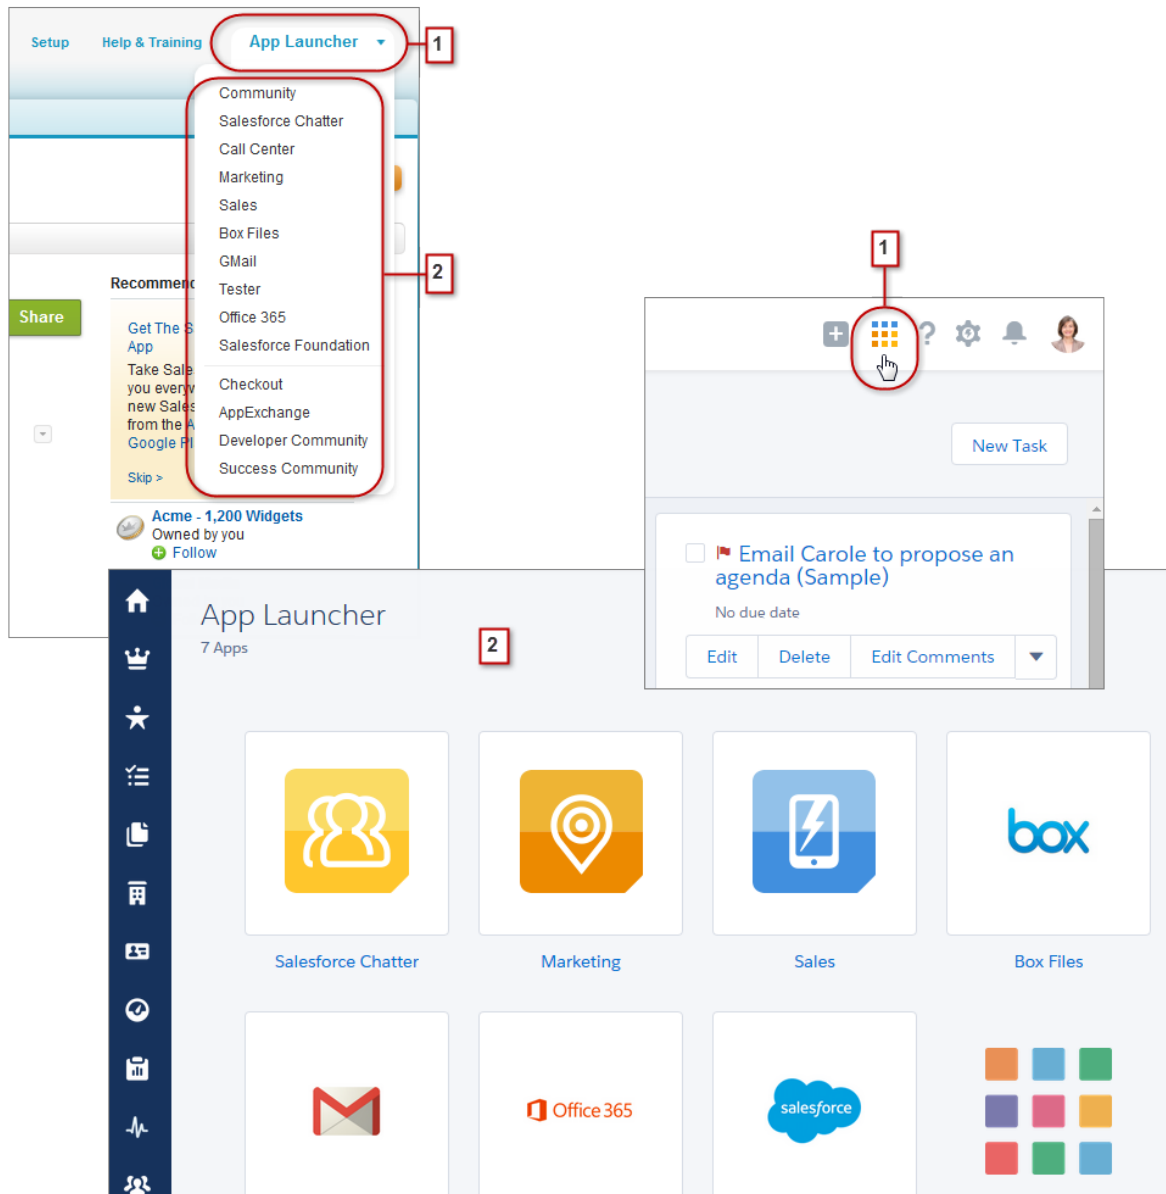 Setup Help & Training App Launcher
1
Community
Salesforce Chatter
Call Center
Marketing
Sales
Box Files
GMail
Tester
Office 365
Salesforce Foundation
Checkout
AppExchange
Developer Community
Success Community
2
Share
Recommen
Get The S
App
Take Sale
you everyw
new Sales
from the A
Google Pl
Skip >
Acme - 1,200 Widgets
Owned by you
Follow
1
?
New Task
Email Carole to propose an
agenda (Sample)
No due date
Edit Delete Edit Comments
App Launcher
7 Apps
2
box
Salesforce Chatter Marketing Sales Box Files
Office 365
salesforce